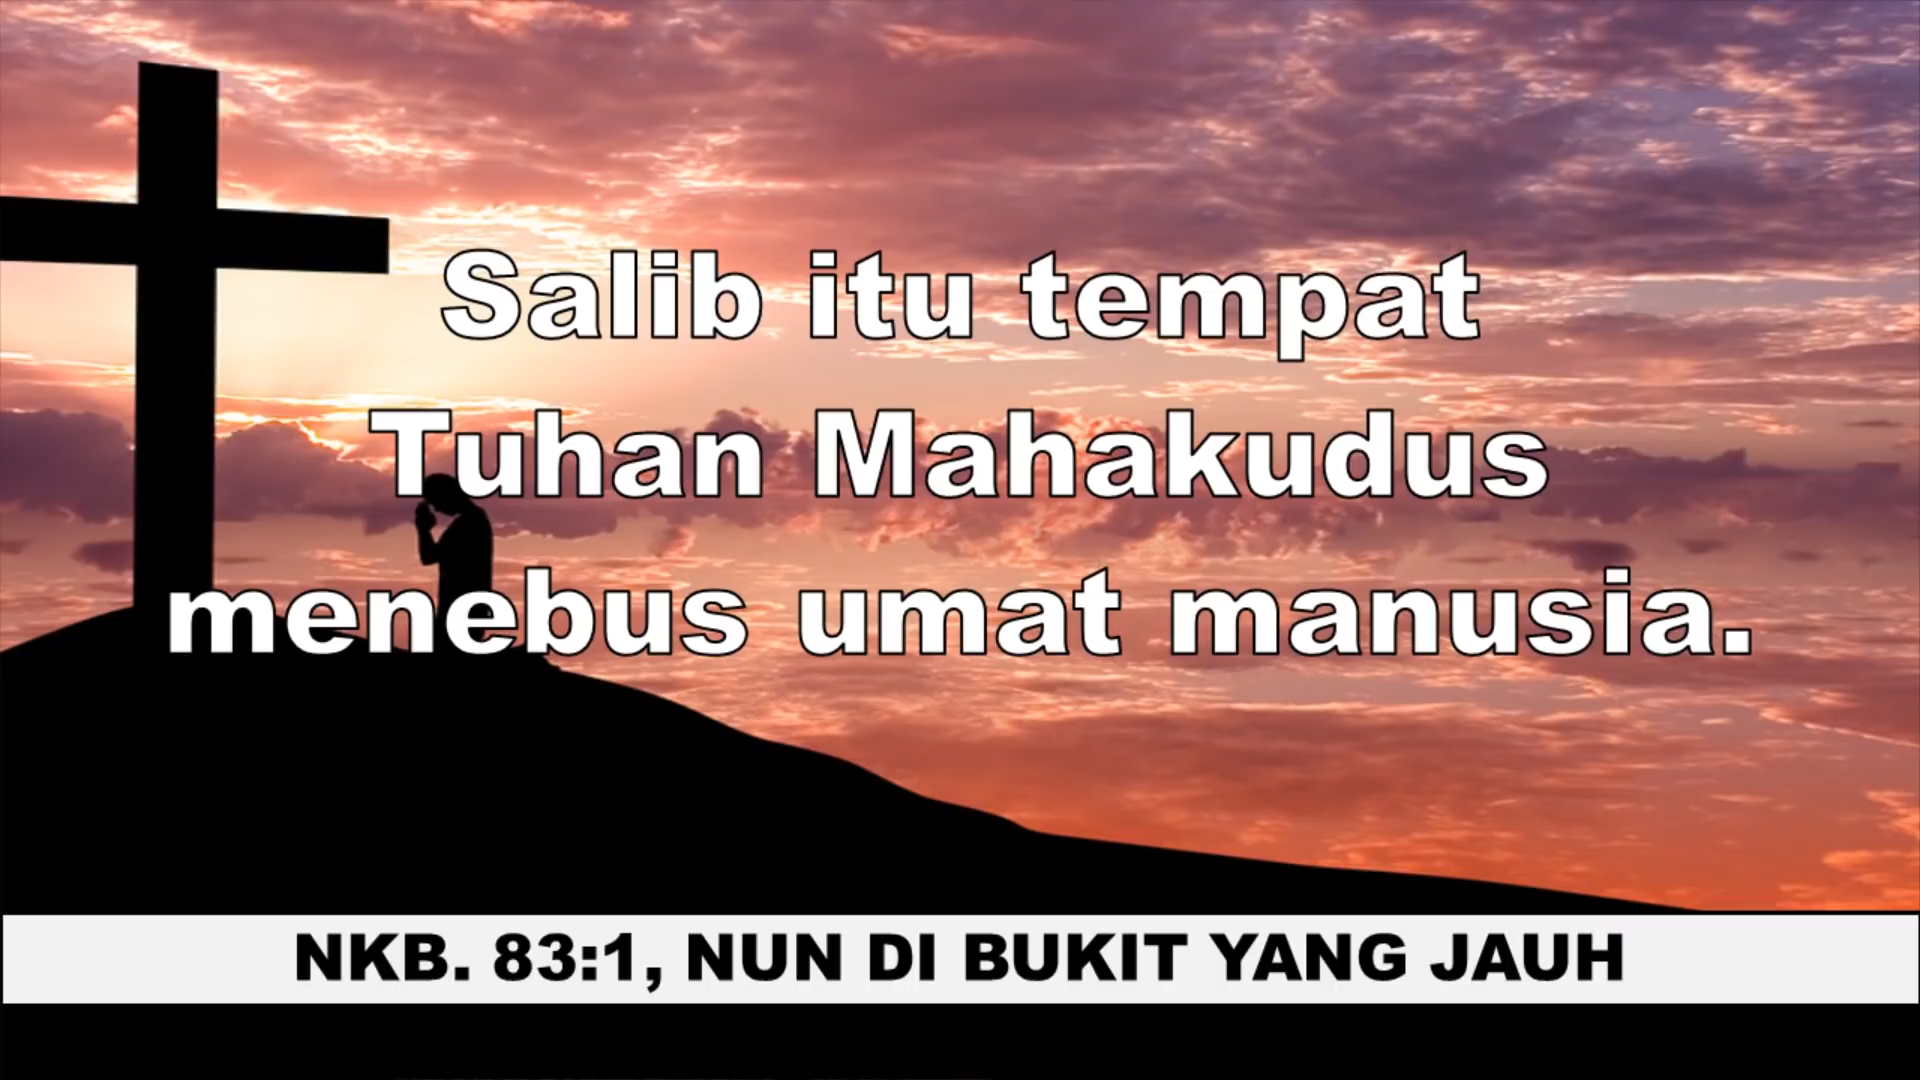 Salib itu tempat
Tuhan Mahakudus
menebus umat manusia.
NKB. 83:1, NUN DI BUKIT YANG JAUH